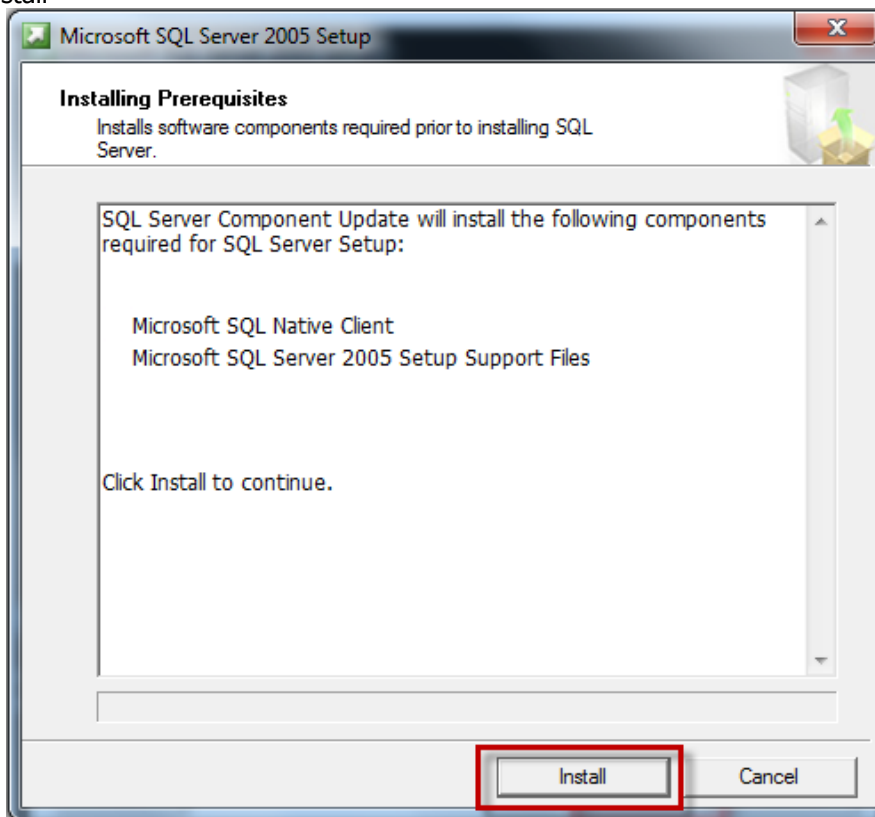 Microsoft SQL Server 2005 Setup
Installing Prerequisites
Installs software components required prior to installing SQL
Server.
SQL Server Component Update will install the following components
required for SQL Server Setup:
Microsoft SQL Native Client
Microsoft SQL Server 2005 Setup Support Files
Click Install to continue.
Install
Cancel